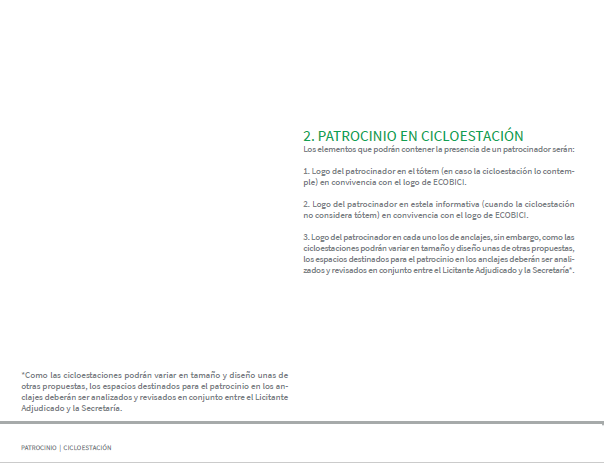 2. PATROCINIO EN CICLOESTACIÓN
Los elementos que podrán contener la presencia de un patrocinador serán:
1. Logo del patrocinador en el tótem (en caso la cicloestación lo contem-
ple) en convivencia con el logo de ECOBICI.
2. Logo del patrocinador en estela informativa (cuando la cicloestación
no considera tótem) en convivencia con el logo de ECOBICI.
3. Logo del patrocinador en cada uno los de anclajes, sin embargo, como las
cicloestaciones podrán variar en tamaño y diseño unas de otras propuestas,
los espacios destinados para el patrocinio en los anclajes deberán ser anali-
zados y revisados en conjunto entre el Licitante Adjudicado y la Secretaría*.
*Como las cicloestaciones podrán variar en tamaño y diseño unas de
otras propuestas, los espacios destinados para el patrocinio en los an-
clajes deberán ser analizados y revisados en conjunto entre el Licitante
Adjudicado y la Secretaría.
PATROCINIO | CICLOESTACIÓN